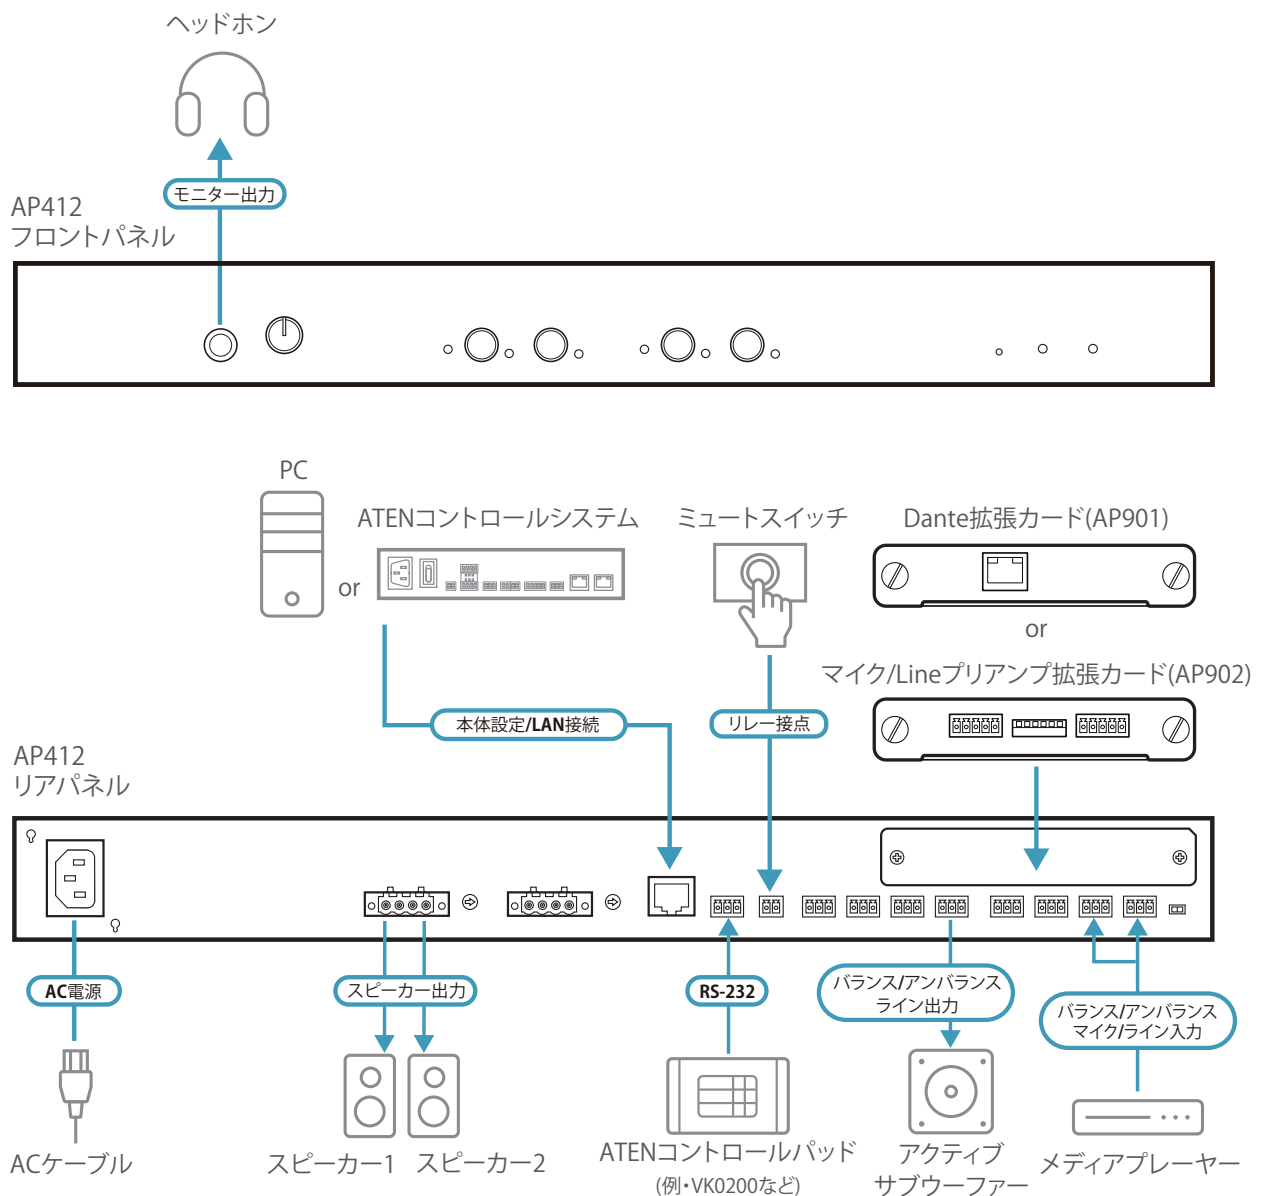 ヘッドホン
モニター出力
AP412
フロントパネル
PC
or
ATENコントロールシステム
ミュートスイッチ
Dante拡張カード(AP901)
or
マイク/Lineプリアンプ拡張カード(AP902)
本体設定/LAN接続
リレー接点
AP412
リアパネル
AC電源
スピーカー出力
RS-232
バランス/アンバランス
ライン出力
バランス/アンバランス
マイク/ライン入力
ACケーブル
スピーカー1
スピーカー2
ATENコントロールパッド
(例・VK0200など)
アクティブ
サブウーファー
メディアプレーヤー